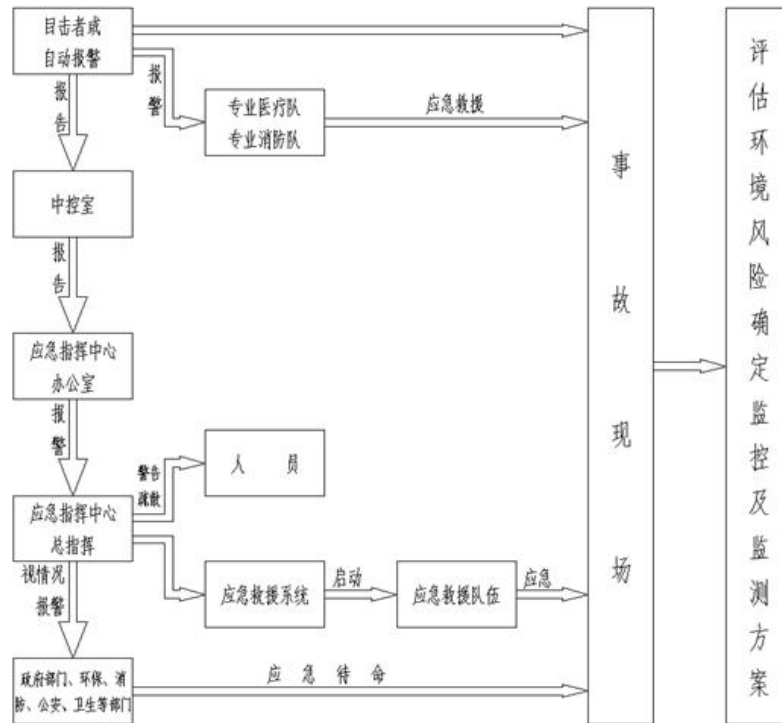 目击者或
自动报警
报告
报警
专业医疗队
专业消防队
应急救援
中控室
报告
应急指挥中心
办公室
报警
警告
疏散
人 员
应急指挥中心
总指挥
视情况
报警
应急救援系统
启动
应急救援队伍
应急
政府部门、环保、消
防、公安、卫生等部门
应 急 待 命
事故现场
评估环境风险确定监控及监测方案